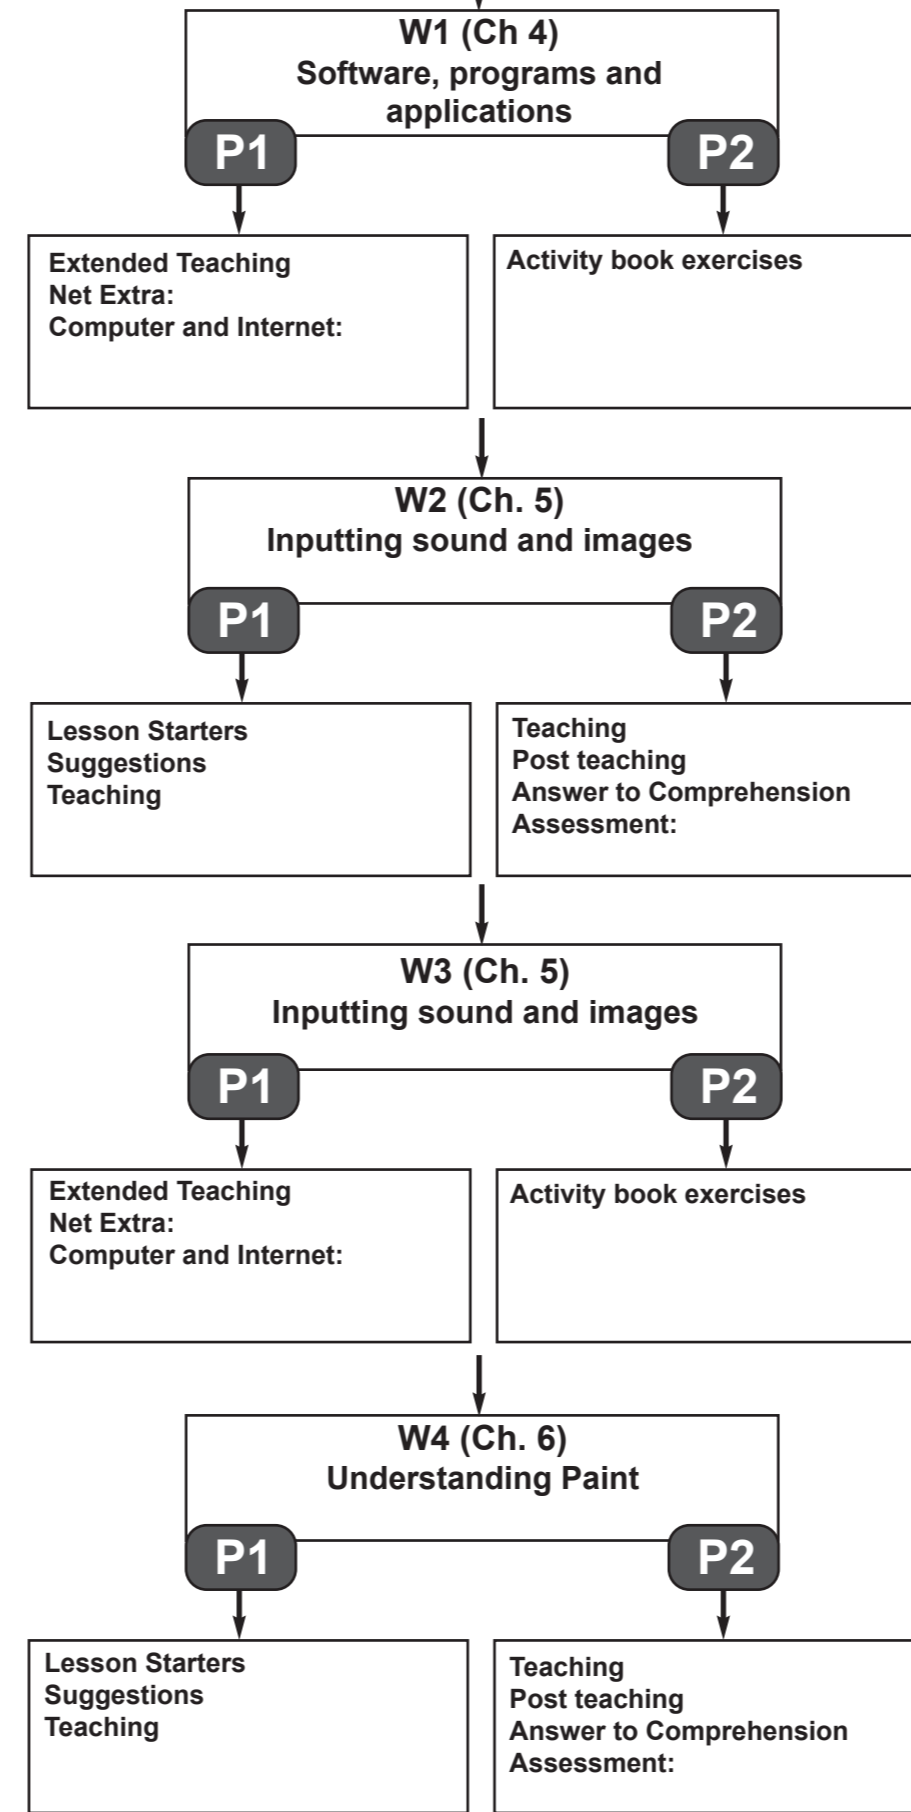 W1 (Ch 4)
Software, programs and
applications
P1
P2
Extended Teaching
Net Extra:
Computer and Internet:
Activity book exercises
W2 (Ch. 5)
Inputting sound and images
P1
P2
Lesson Starters
Suggestions
Teaching
Teaching
Post teaching
Answer to Comprehension
Assessment:
W3 (Ch. 5)
Inputting sound and images
P1
P2
Extended Teaching
Net Extra:
Computer and Internet:
Activity book exercises
W4 (Ch. 6)
Understanding Paint
P1
P2
Lesson Starters
Suggestions
Teaching
Teaching
Post teaching
Answer to Comprehension
Assessment: